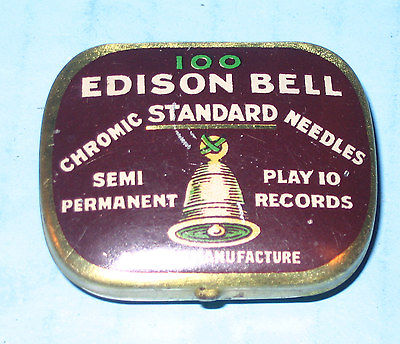 100
EDISON BELL
CHROMIC STANDARD NEEDLES
SEMI PERMANENT
PLAY 10 RECORDS
MANUFACTURE